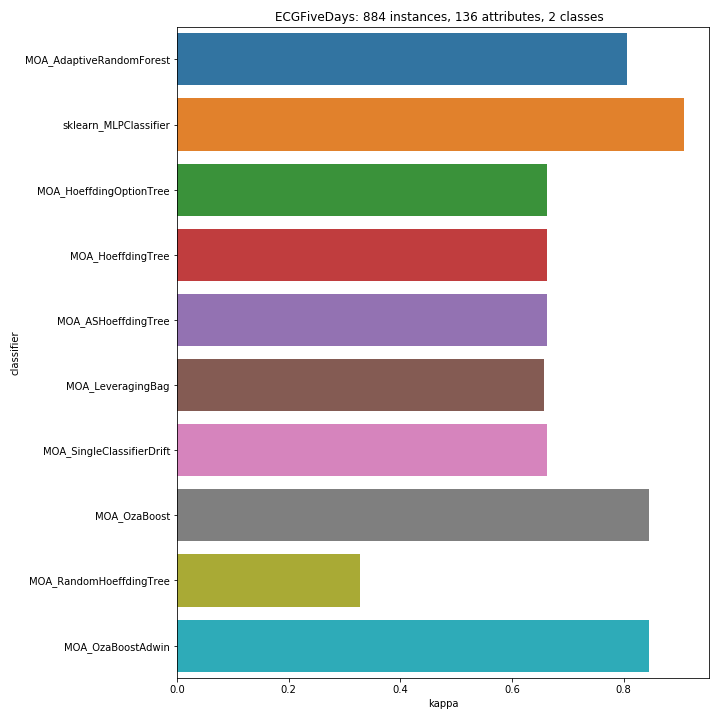 ECGFiveDays: 884 instances, 136 attributes, 2 classes
MOA_AdaptiveRandomForest
sklearn_MLPClassifier
MOA_HoeffdingOptionTree
MOA_HoeffdingTree
MOA_ASHoeffdingTree
MOA_LeveragingBag
MOA_SingleClassifierDrift
MOA_OzaBoost
MOA_RandomHoeffdingTree
MOA_OzaBoostAdwin
classifier
0.0 0.2 0.4 0.6 0.8
kappa